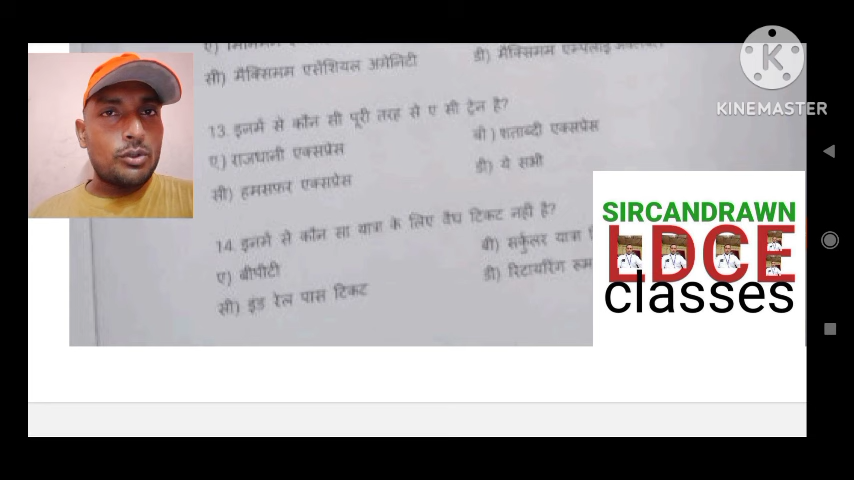 सी) मैक्सिमम एसेंशियल अमेनिटी
डी) मैक्सिमम एम्पलाई
13. इनमें से कौन सी पूरी तरह से ए सी ट्रेन है?
ए) राजधानी एक्सप्रेस
बी) शताब्दी एक्सप्रेस
सी) हमसफर एक्सप्रेस
डी) ये सभी
14. इनमें से कौन सा यात्रा के लिए वैध टिकट नही है?
ए) बीपीटी
बी) सर्कुलर यात्रा
सी) इंड रेल पास टिकट
डी) रिटायरिंग रूम
KINEMASTER
SIRCANDRAWN
LDCE
classes